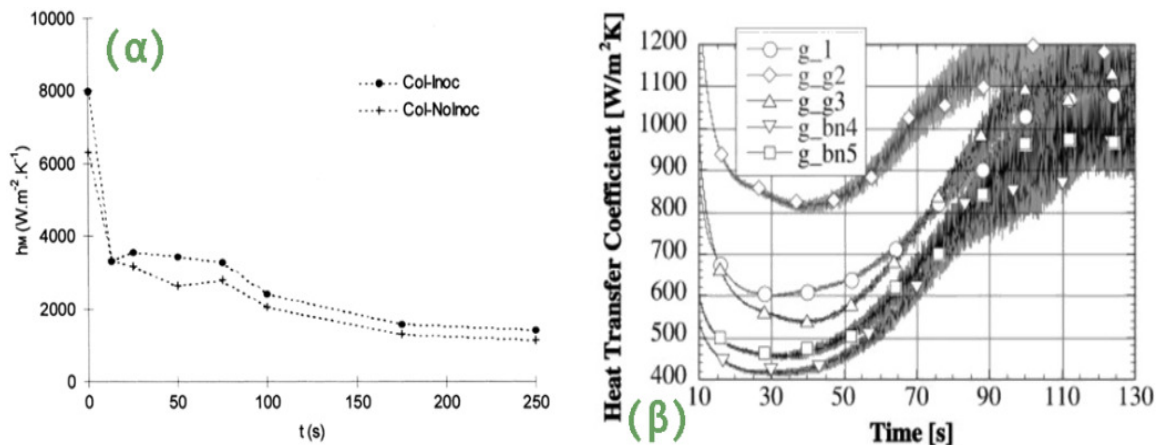 (α)
hM (W.m-2.K-1)
10000
8000
6000
4000
2000
0
Col-Inoc
Col-NoInoc
0 50 100 150 200 250
t (s)
(β)
Heat Transfer Coefficient [W/m²K]
1200
1100
1000
900
800
700
600
500
400
g_1
g_g2
g_g3
g_bn4
g_bn5
10 30 50 70 90 110 130
Time [s]